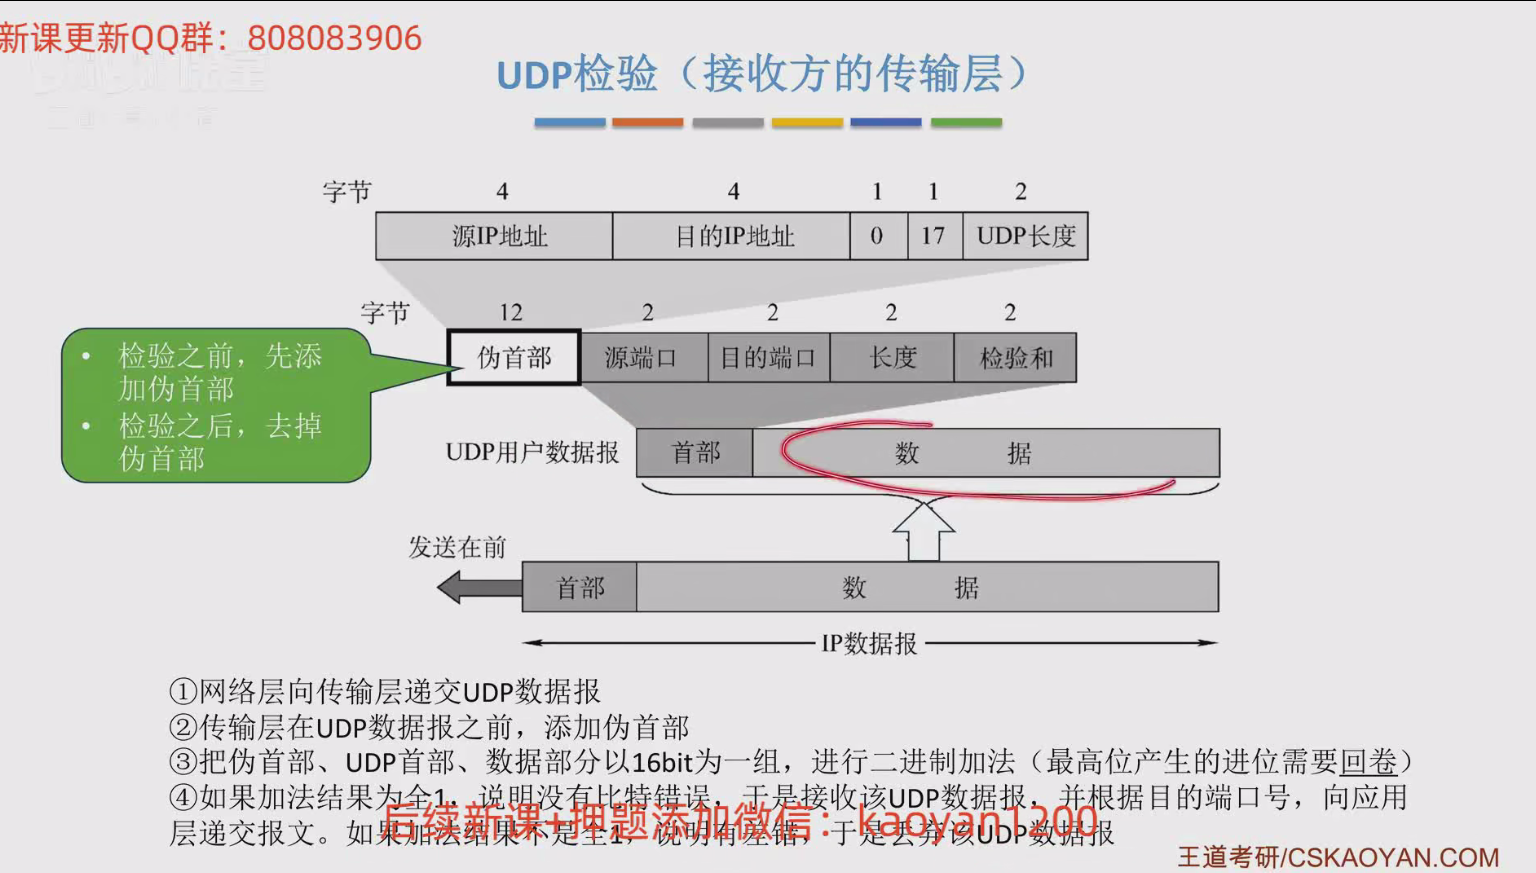 新课更新QQ群：808083906
UDP检验（接收方的传输层）
字节 4 4 1 1 2
源IP地址 目的IP地址 0 17 UDP长度
字节 12 2 2 2 2
伪首部 源端口 目的端口 长度 检验和
• 检验之前，先添
加伪首部
• 检验之后，去掉
伪首部
UDP用户数据报 首部 数 据
发送在前
首部 数 据
IP数据报
①网络层向传输层递交UDP数据报
②传输层在UDP数据报之前，添加伪首部
③把伪首部、UDP首部、数据部分以16bit为一组，进行二进制加法（最高位产生的进位需要回卷）
④如果加法结果为全1，说明没有比特错误，于是接收该UDP数据报，并根据目的端口号，向应用
层递交报文。如果加法结果不是全1，说明有差错，于是丢弃该UDP数据报
后续新课+押题添加微信：kaoyan1200
王道考研/CSKAOYAN.COM